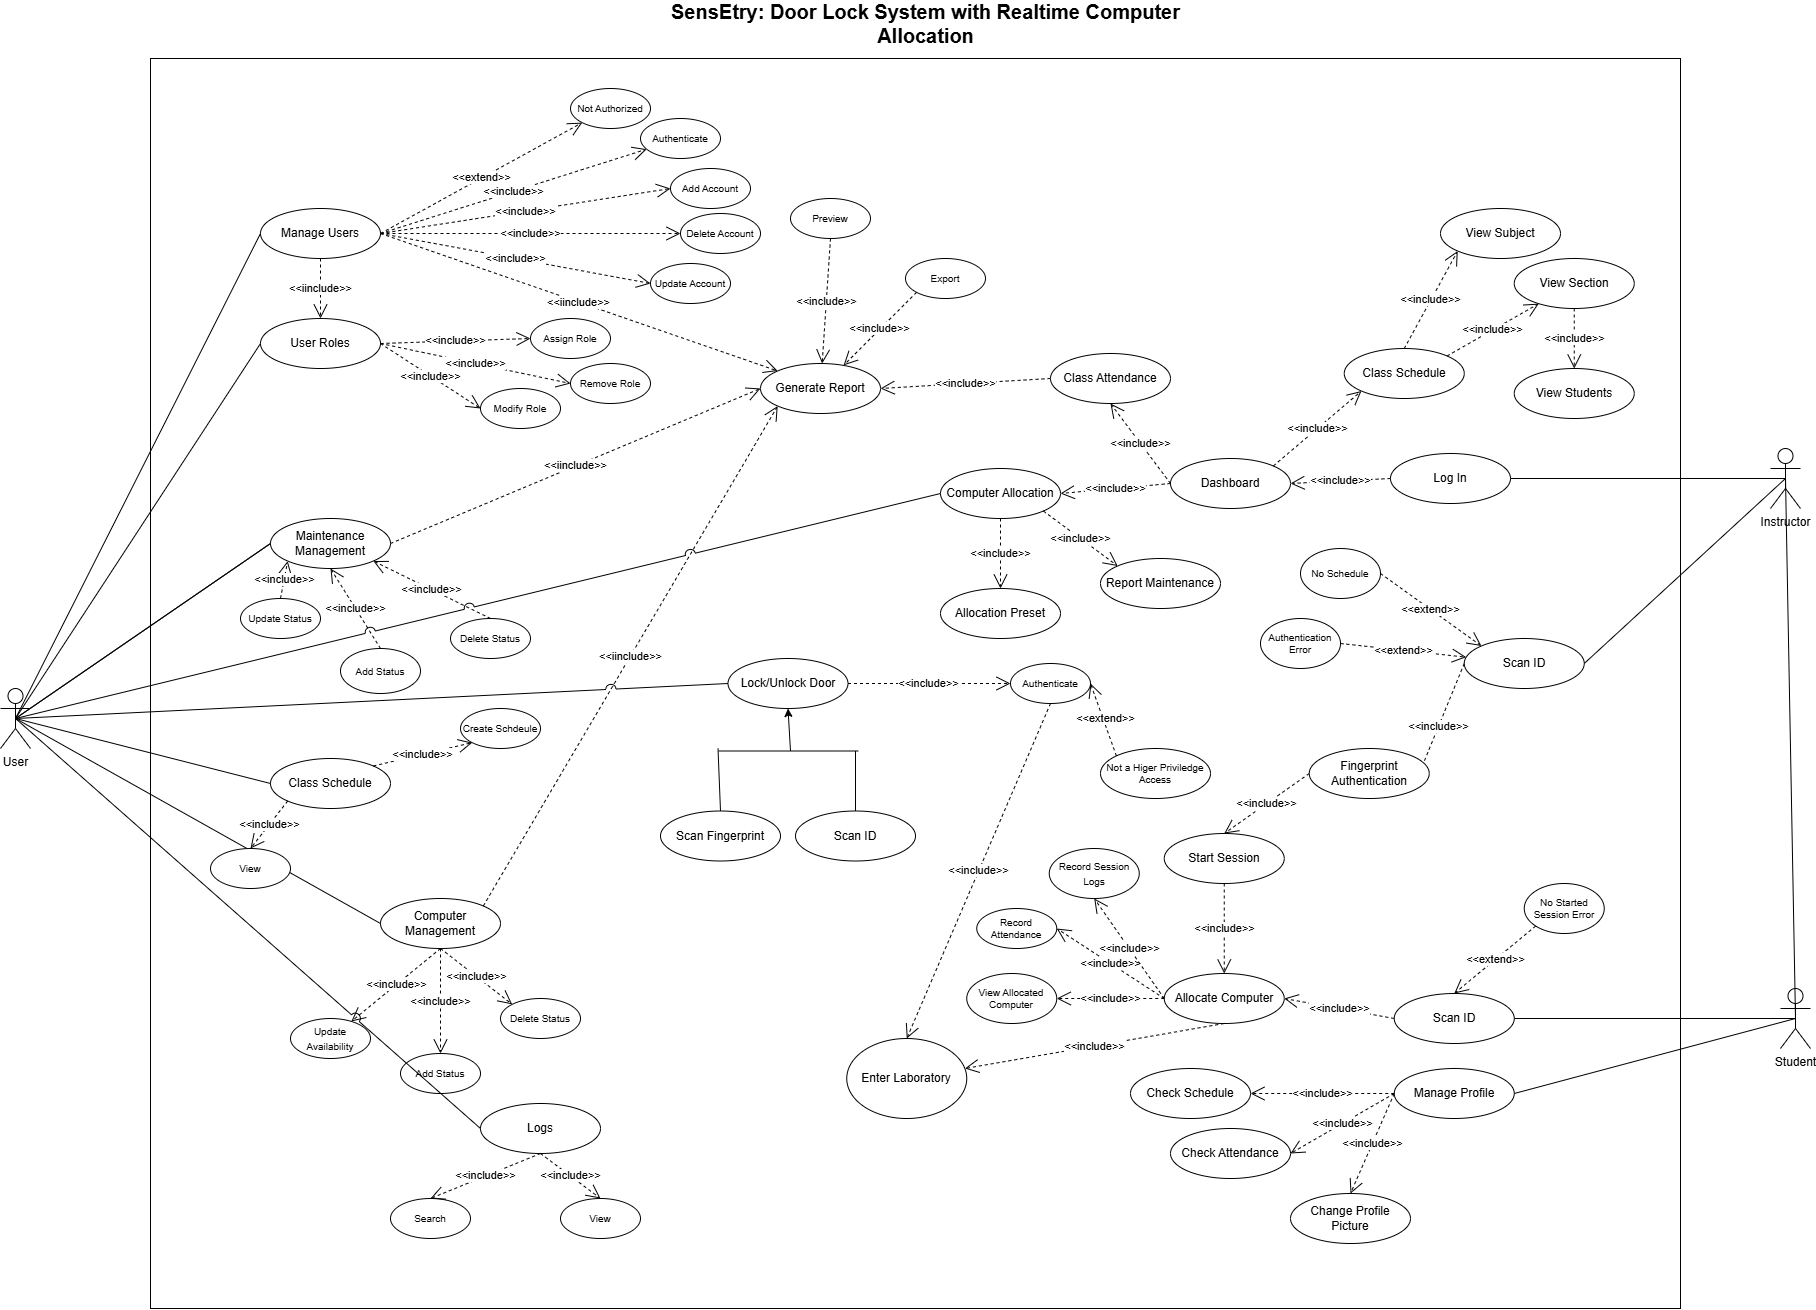 SensEtry: Door Lock System with Realtime Computer
Allocation
Not Authorized
Authenticate
<<extend>>
<<include>>
Add Account
<<include>>
Preview
Manage Users
<<include>>
Delete Account
View Subject
<<include>>
Update Account
Export
View Section
<<iinclude>>
<<iinclude>>
<<include>>
<<include>>
<<include>>
<<include>>
<<include>>
User Roles
<<include>>
Assign Role
<<include>>
<<include>>
Remove Role
Modify Role
Generate Report
<<include>>
Class Attendance
Class Schedule
View Students
<<include>>
<<include>>
<<iinclude>>
Computer Allocation
<<include>>
Dashboard
<<include>>
Log In
Instructor
Maintenance
Management
<<include>>
<<include>>
<<include>>
<<include>>
<<include>>
Update Status
Delete Status
Add Status
Allocation Preset
Report Maintenance
No Schedule
<<extend>>
Authentication
Error
<<extend>>
Scan ID
<<iinclude>>
Lock/Unlock Door
<<include>>
Authenticate
<<extend>>
<<include>>
User
Create Schdeule
<<include>>
Class Schedule
Not a Higer Priviledge
Access
Fingerprint
Authentication
<<include>>
<<include>>
Scan Fingerprint
Scan ID
View
Start Session
<<include>>
Record Session
Logs
Computer
Management
Record
Attendance
<<include>>
<<include>>
<<include>>
No Started
Session Error
<<extend>>
<<include>>
<<include>>
<<include>>
View Allocated
Computer
<<include>>
Allocate Computer
<<include>>
Scan ID
Delete Status
Update
Availability
Add Status
<<include>>
Student
Enter Laboratory
Check Schedule
<<include>>
Manage Profile
<<include>>
<<include>>
Check Attendance
Logs
<<include>>
<<include>>
Search
View
Change Profile
Picture